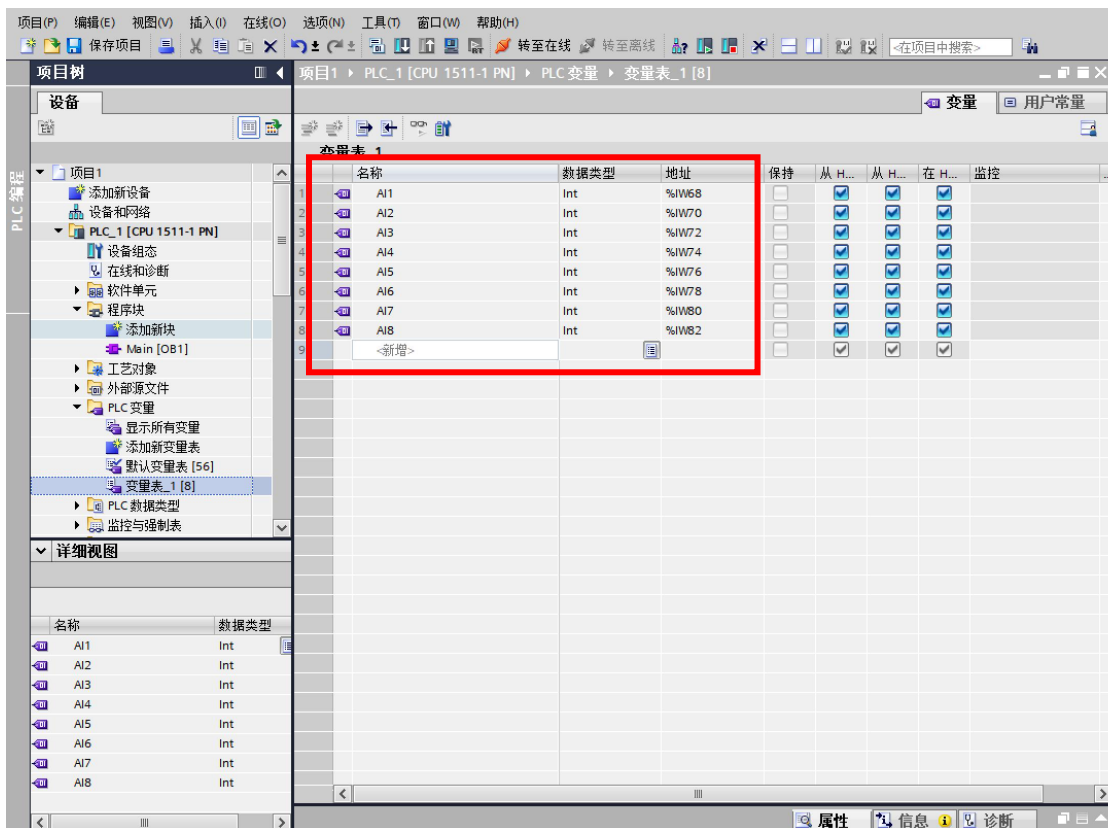 项目(P) 编辑(E) 视图(V) 插入(I) 在线(O) 选项(N) 工具(T) 窗口(W) 帮助(H)
保存项目 转至在线 转至离线 <在项目中搜索>
项目树
项目1 PLC_1 [CPU 1511-1 PN] PLC 变量 变量表_1 [8]
设备
变量 用户常量
PLC 编程
变量表_1
项目1
添加新设备
设备和网络
PLC_1 [CPU 1511-1 PN]
设备组态
在线和诊断
软件单元
程序块
添加新块
Main [OB1]
工艺对象
外部源文件
PLC 变量
显示所有变量
添加新变量表
默认变量表 [56]
变量表_1 [8]
PLC 数据类型
监控与强制表
名称 数据类型 地址 保持 从 H... 从 H... 在 H... 监控
1 AI1 Int %IW68
2 AI2 Int %IW70
3 AI3 Int %IW72
4 AI4 Int %IW74
5 AI5 Int %IW76
6 AI6 Int %IW78
7 AI7 Int %IW80
8 AI8 Int %IW82
9 <新增>
详细视图
名称 数据类型
AI1 Int
AI2 Int
AI3 Int
AI4 Int
AI5 Int
AI6 Int
AI7 Int
AI8 Int
属性 信息 诊断